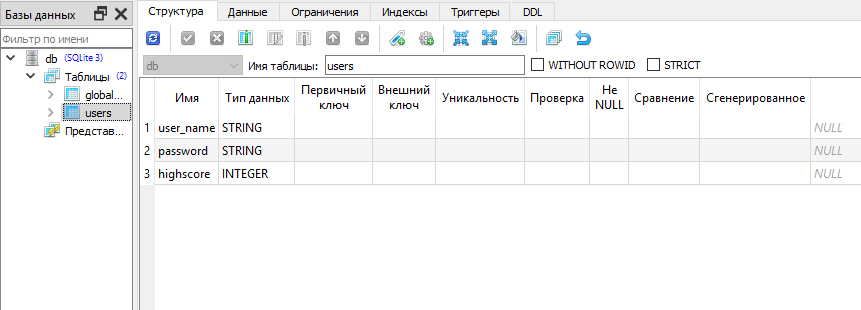 Базы данных
Фильтр по имени
db (SQLite 3)
Таблицы (2)
global...
users
Представ...
Структура Данные Ограничения Индексы Триггеры DDL
db Имя таблицы: users WITHOUT ROWID STRICT
Имя Тип данных Первичный ключ Внешний ключ Уникальность Проверка Не NULL Сравнение Сгенерированное
1 user_name STRING NULL
2 password STRING NULL
3 highscore INTEGER NULL